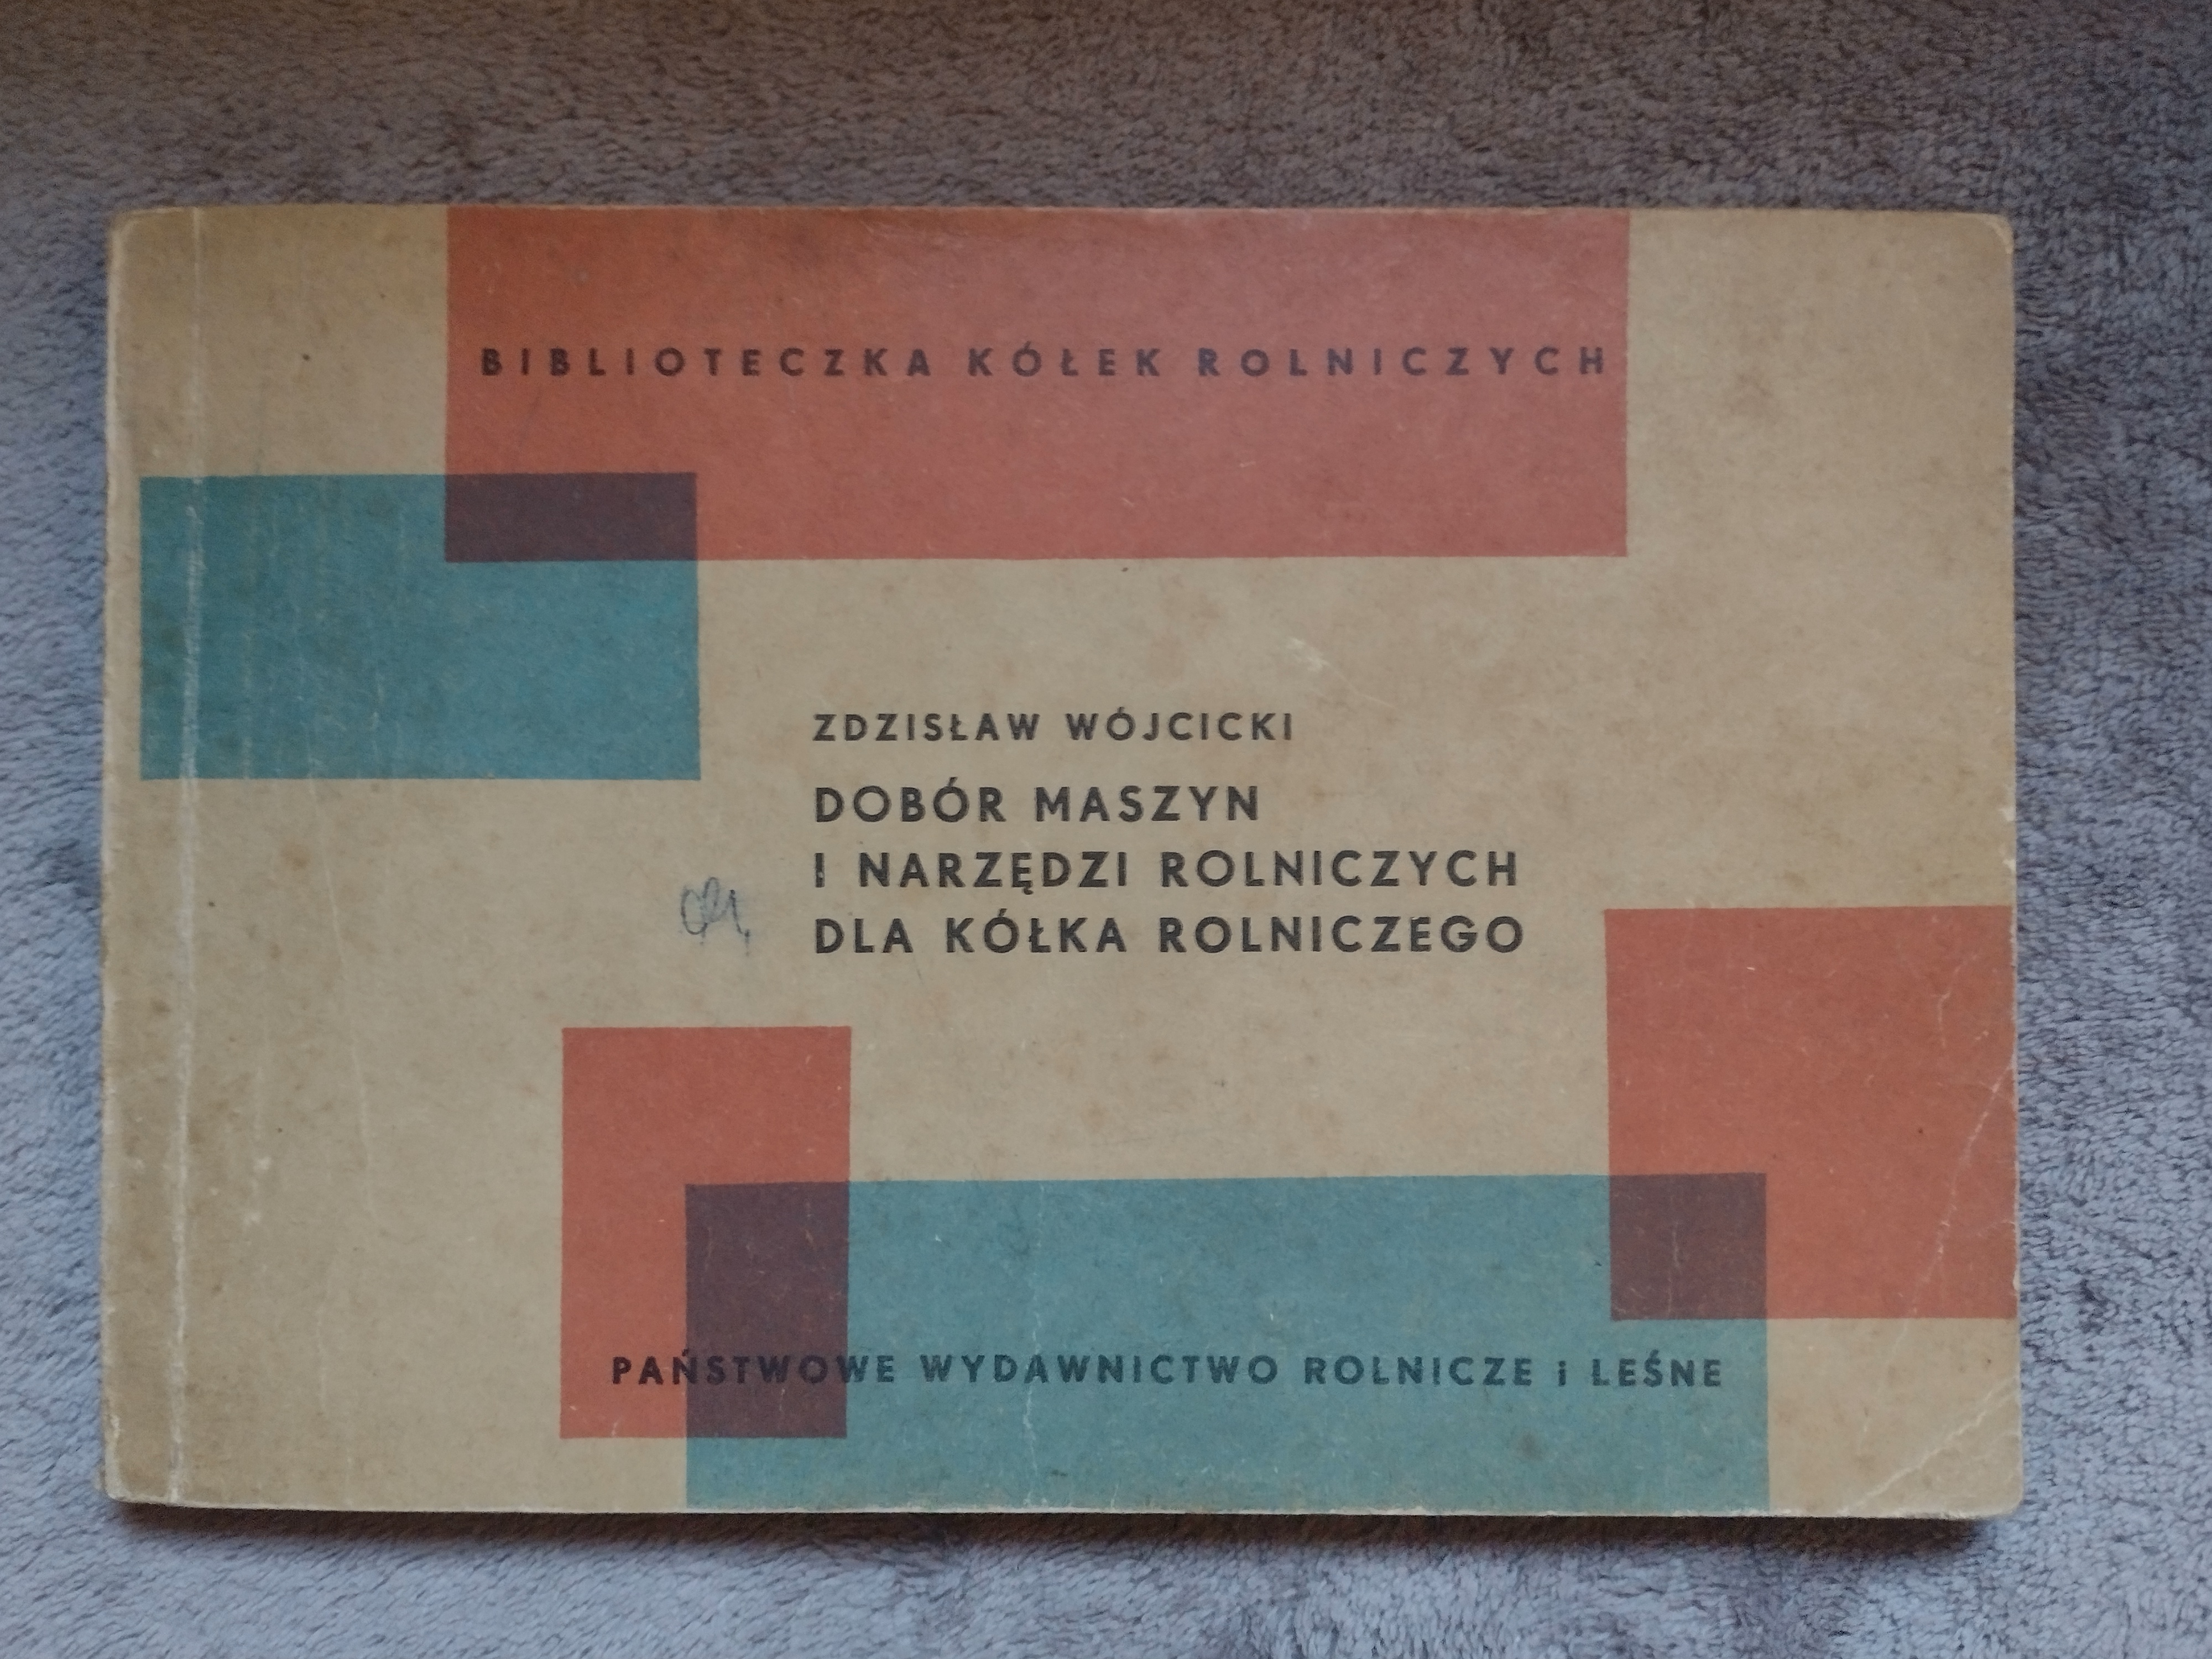 BIBLIOTECZKA KÓŁEK ROLNICZYCH
ZDZISŁAW WÓJCICKI
DOBÓR MASZYN
I NARZĘDZI ROLNICZYCH
DLA KÓŁKA ROLNICZEGO
PAŃSTWOWE WYDAWNICTWO ROLNICZE i LEŚNE